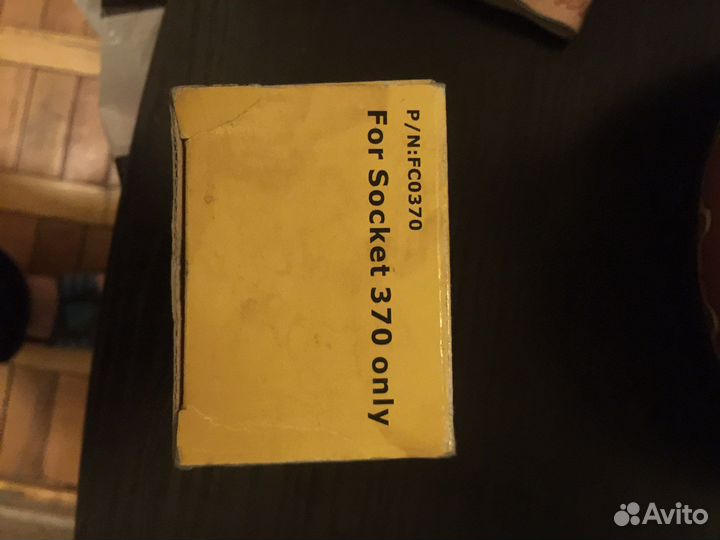 P/N:FC0370
For Socket 370 only
Avito